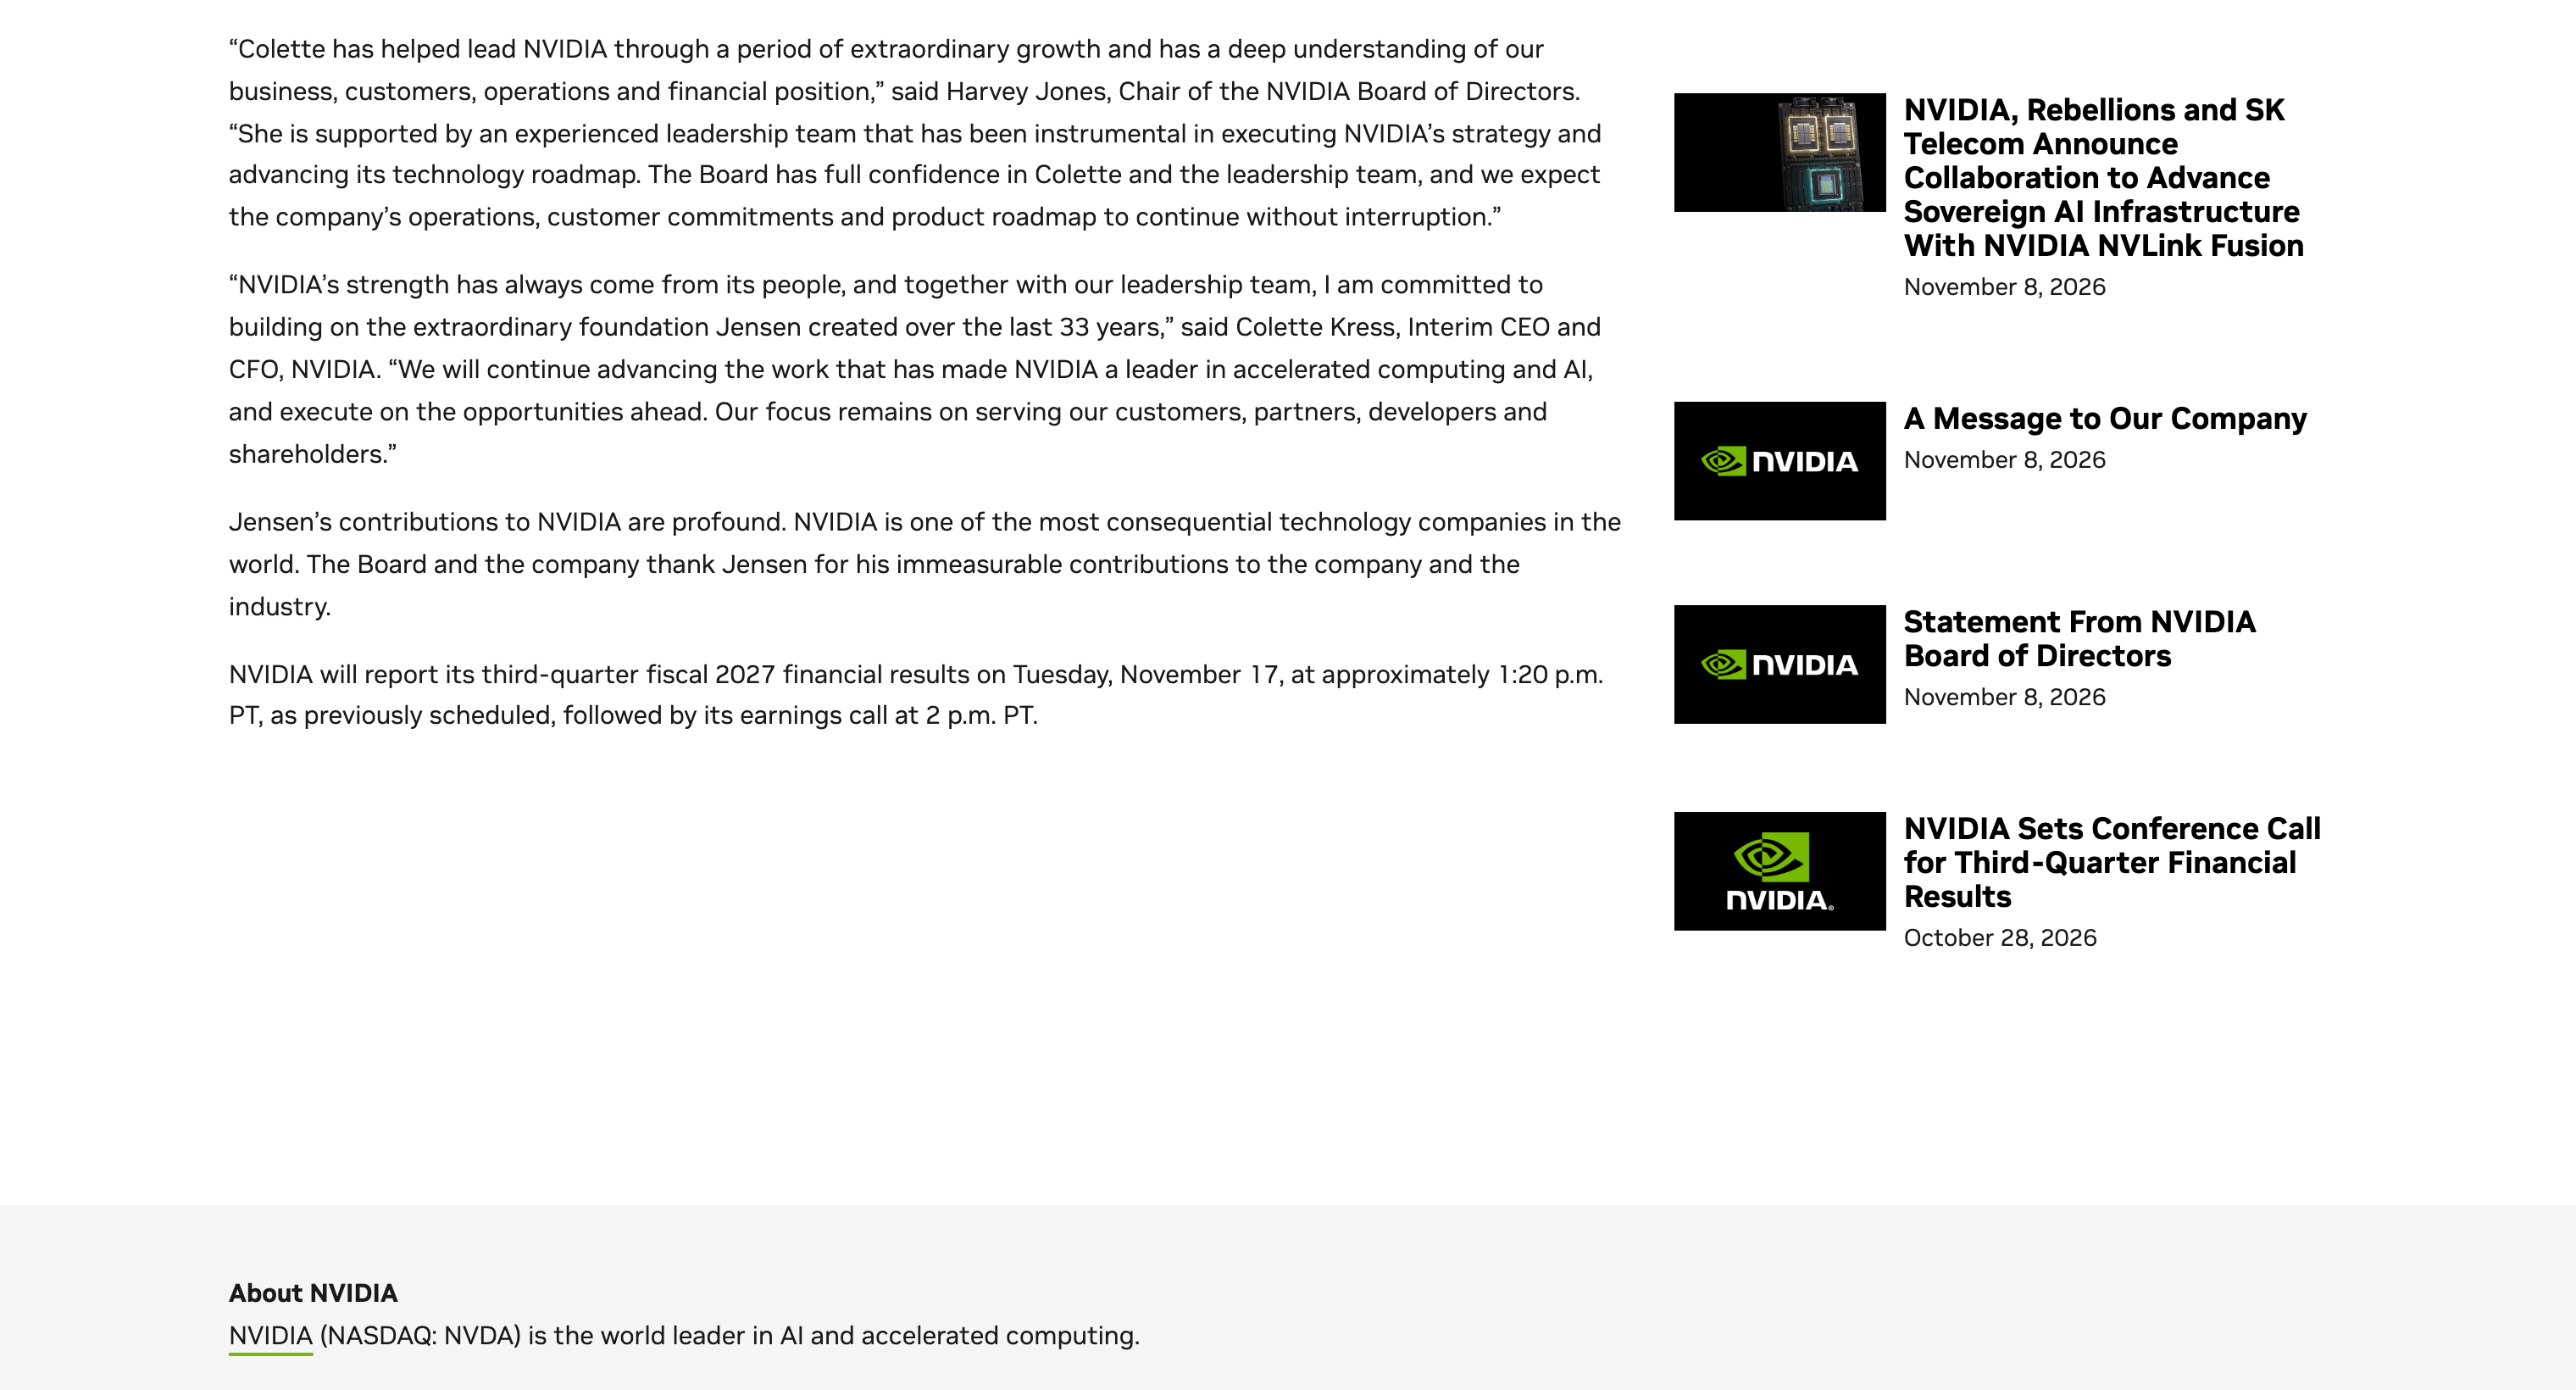 “Colette has helped lead NVIDIA through a period of extraordinary growth and has a deep understanding of our
business, customers, operations and financial position,” said Harvey Jones, Chair of the NVIDIA Board of Directors.
“She is supported by an experienced leadership team that has been instrumental in executing NVIDIA’s strategy and
advancing its technology roadmap. The Board has full confidence in Colette and the leadership team, and we expect
the company’s operations, customer commitments and product roadmap to continue without interruption.”
“NVIDIA’s strength has always come from its people, and together with our leadership team, I am committed to
building on the extraordinary foundation Jensen created over the last 33 years,” said Colette Kress, Interim CEO and
CFO, NVIDIA. “We will continue advancing the work that has made NVIDIA a leader in accelerated computing and AI,
and execute on the opportunities ahead. Our focus remains on serving our customers, partners, developers and
shareholders.”
Jensen’s contributions to NVIDIA are profound. NVIDIA is one of the most consequential technology companies in the
world. The Board and the company thank Jensen for his immeasurable contributions to the company and the
industry.
NVIDIA will report its third-quarter fiscal 2027 financial results on Tuesday, November 17, at approximately 1:20 p.m.
PT, as previously scheduled, followed by its earnings call at 2 p.m. PT.
NVIDIA, Rebellions and SK
Telecom Announce
Collaboration to Advance
Sovereign AI Infrastructure
With NVIDIA NVLink Fusion
November 8, 2026
NVIDIA
A Message to Our Company
November 8, 2026
NVIDIA
Statement From NVIDIA
Board of Directors
November 8, 2026
NVIDIA®
NVIDIA Sets Conference Call
for Third-Quarter Financial
Results
October 28, 2026
About NVIDIA
NVIDIA (NASDAQ: NVDA) is the world leader in AI and accelerated computing.